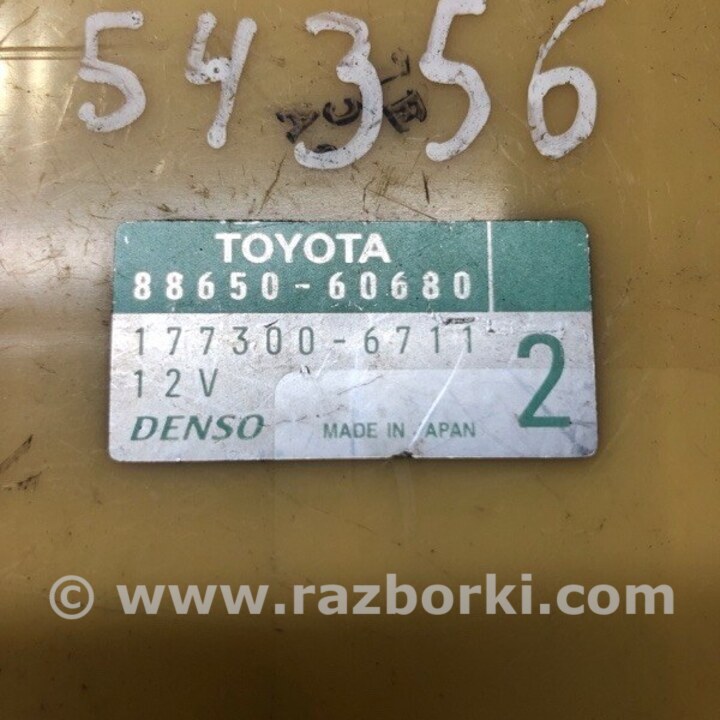 54356
TOYOTA
88650-60680
177300-6711
12V
2
DENSO
MADE IN JAPAN
© www.razborki.com